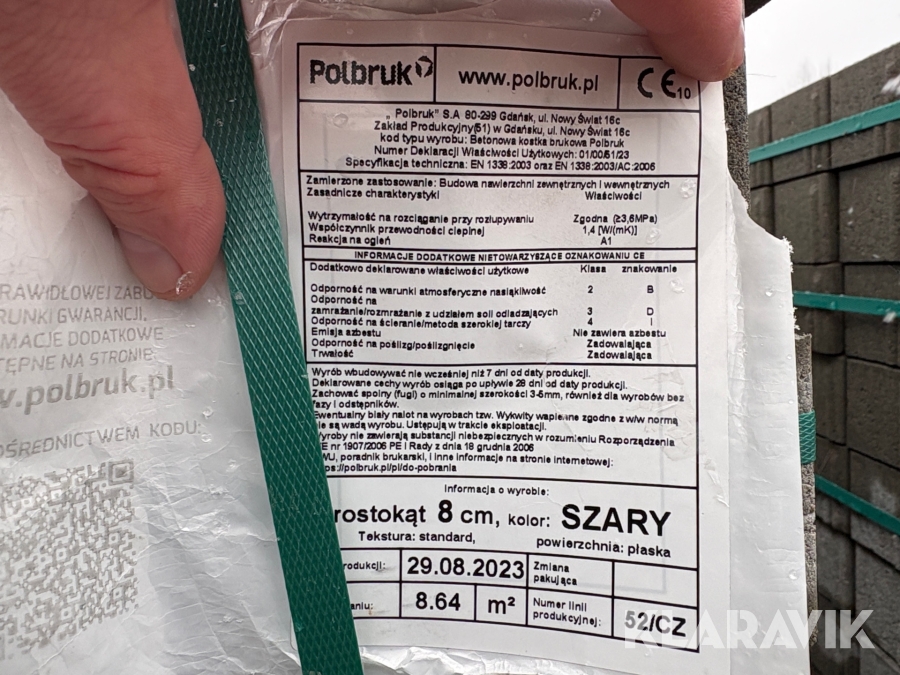 Polbruk
www.polbruk.pl
CE 10
„Polbruk" S.A 80-299 Gdańsk, ul. Nowy Świat 16c
Zakład Produkcyjny(51) w Gdańsku, ul. Nowy Świat 16c
kod typu wyrobu: Betonowa kostka brukowa Polbruk
Numer Deklaracji Właściwości Użytkowych: 01/00/51/23
Specyfikacja techniczna: EN 1338:2003 oraz EN 1338:2003/AC:2006
Zamierzone zastosowanie: Budowa nawierzchni zewnętrznych i wewnętrznych
Zasadnicze charakterystyki Właściwości
Wytrzymałość na rozciąganie przy rozłupywaniu Zgodna (≥3,6MPa)
Współczynnik przewodności cieplnej 1,4 [W/(mK)]
Reakcja na ogień A1
INFORMACJE DODATKOWE NIETOWARZYSZĄCE OZNAKOWANIU CE
Dodatkowo deklarowane właściwości użytkowe Klasa znakowanie
Odporność na warunki atmosferyczne nasiąkliwość 2 B
Odporność na
zamrażanie/rozmrażanie z udziałem soli odladzających 3 D
Odporność na ścieranie/metoda szerokiej tarczy 4 I
Emisja azbestu Nie zawiera azbestu
Odporność na poślizg/poślizgnięcie Zadowalająca
Trwałość Zadowalająca
Wyrób wbudowywać nie wcześniej niż 7 dni od daty produkcji.
Deklarowane cechy wyrób osiąga po upływie 28 dni od daty produkcji.
Zachować spoiny (fugi) o minimalnej szerokości 3-5mm, również dla wyrobów bez
fazy i odstępników.
Ewentualny biały nalot na wyrobach tzw. Wykwity wapienne zgodne z w/w normą
nie są wadą wyrobu. Ustępują w trakcie eksploatacji.
Wyroby nie zawierają substancji niebezpiecznych w rozumieniu Rozporządzenia
E nr 1907/2006 PE i Rady z dnia 18 grudnia 2006
WU, poradnik brukarski, i inne informacje na stronie internetowej:
ps://polbruk.pl/pl/do-pobrania
Informacja o wyrobie:
rostokąt 8 cm, kolor: SZARY
Tekstura: standard, powierzchnia: płaska
rodukcji: 29.08.2023 Zmiana
pakująca
aniu: 8.64 m² Numer linii
produkcyjnej: 52/CZ
RAWIDŁOWEJ ZABU
RUNKI GWARANCJI,
MACJE DODATKOWE
TĘPNE NA STRONIE:
w.polbruk.pl
OŚREDNICTWEM KODU:
KLARAVIK